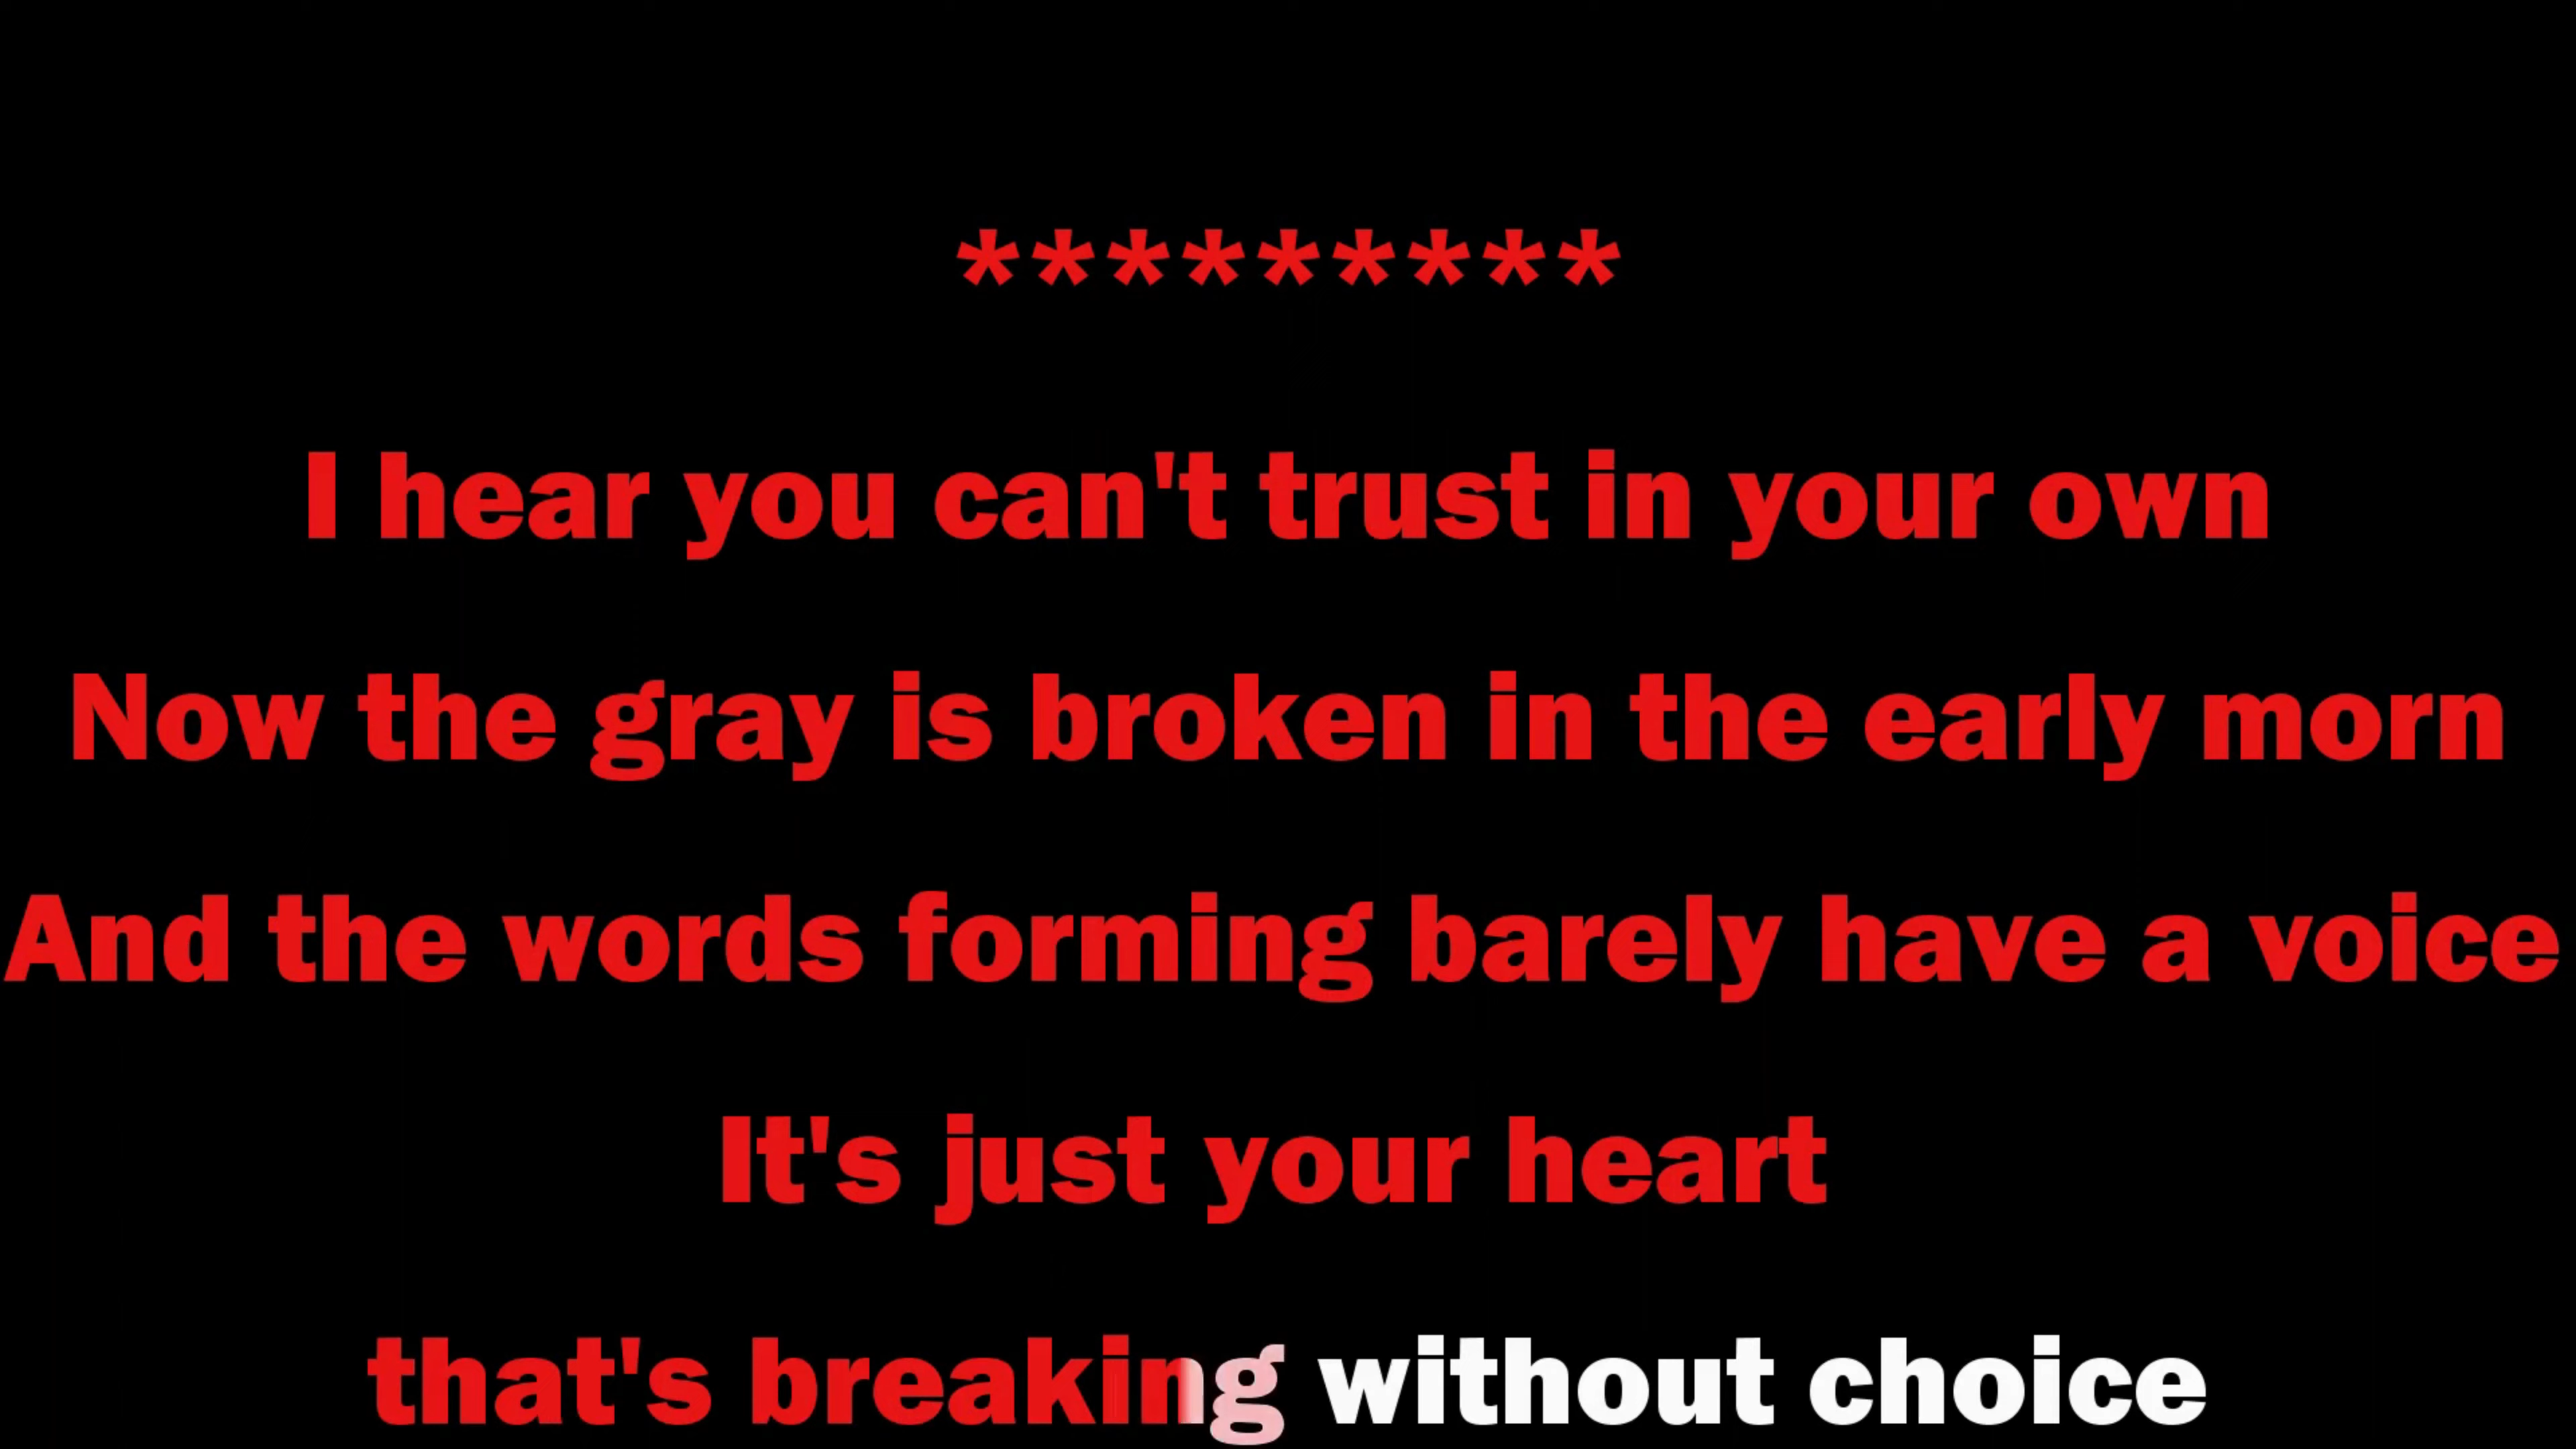 *********
I hear you can't trust in your own
Now the gray is broken in the early morn
And the words forming barely have a voice
It's just your heart
that's breaking without choice